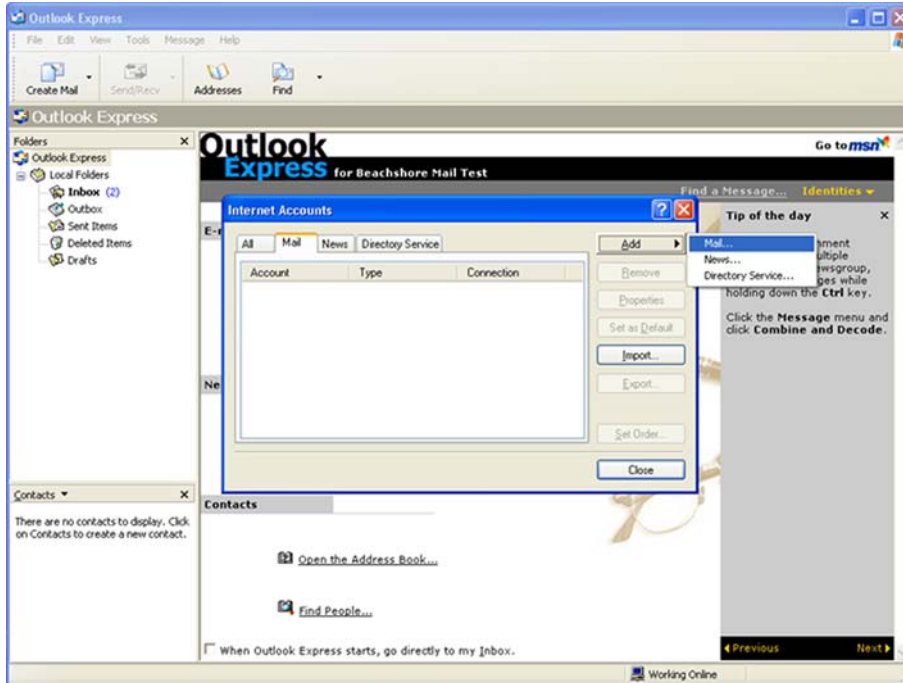 Outlook Express
File Edit View Tools Message Help
Create Mail Send/Recv Addresses Find
Outlook Express
Folders x
Outlook Express
Local Folders
Inbox (2)
Outbox
Sent Items
Deleted Items
Drafts
Contacts x
There are no contacts to display. Click
on Contacts to create a new contact.
Outlook
Express for Beachshore Mail Test
Go to msn
Find a Message... Identities
E-
Ne
Internet Accounts
All Mail News Directory Service
Account Type Connection
Add
Remove
Properties
Set as Default
Import...
Export...
Set Order...
Close
Mail...
News...
Directory Service...
Contacts
Open the Address Book...
Find People...
When Outlook Express starts, go directly to my Inbox.
Tip of the day x
ment
ultiple
wsgroup,
ges while
holding down the Ctrl key.
Click the Message menu and
click Combine and Decode.
Previous Next
Working Online